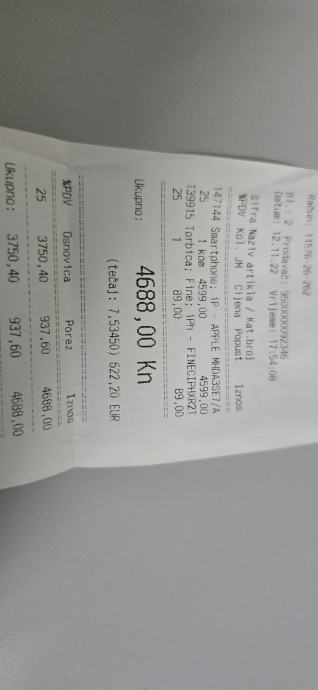 Račun: 11576-26-262
Bl.: 2 Prodavač: 9500000092346
Datum: 12.11.22 Vrijeme: 17:54:08
Šifra Naziv artikla / Kat.broj
%PDV Kol. JM Cijena Popust Iznos
147144 Smartphone; iP - APPLE MHDA3SE7/A
25 1 kom 4599,00 4599,00
139915 Torbica; Fine; iPh - FINECIPHXR2T
25 1 89,00 89,00
Ukupno: 4688,00 Kn
(tečaj: 7,53450) 622,20 EUR
%PDV Osnovica Porez Iznos
25 3750,40 937,60 4688,00
Ukupno: 3750,40 937,60 4688,00